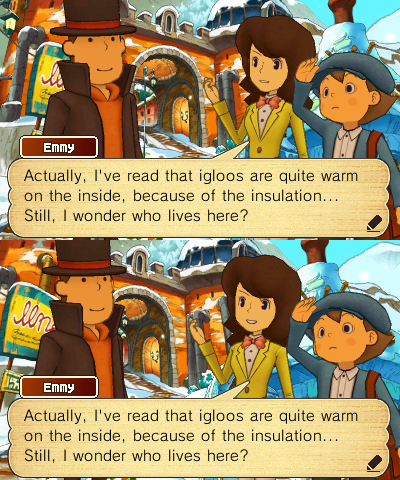 Emmy
Actually, I've read that igloos are quite warm
on the inside, because of the insulation...
Still, I wonder who lives here?
Emmy
Actually, I've read that igloos are quite warm
on the inside, because of the insulation...
Still, I wonder who lives here?